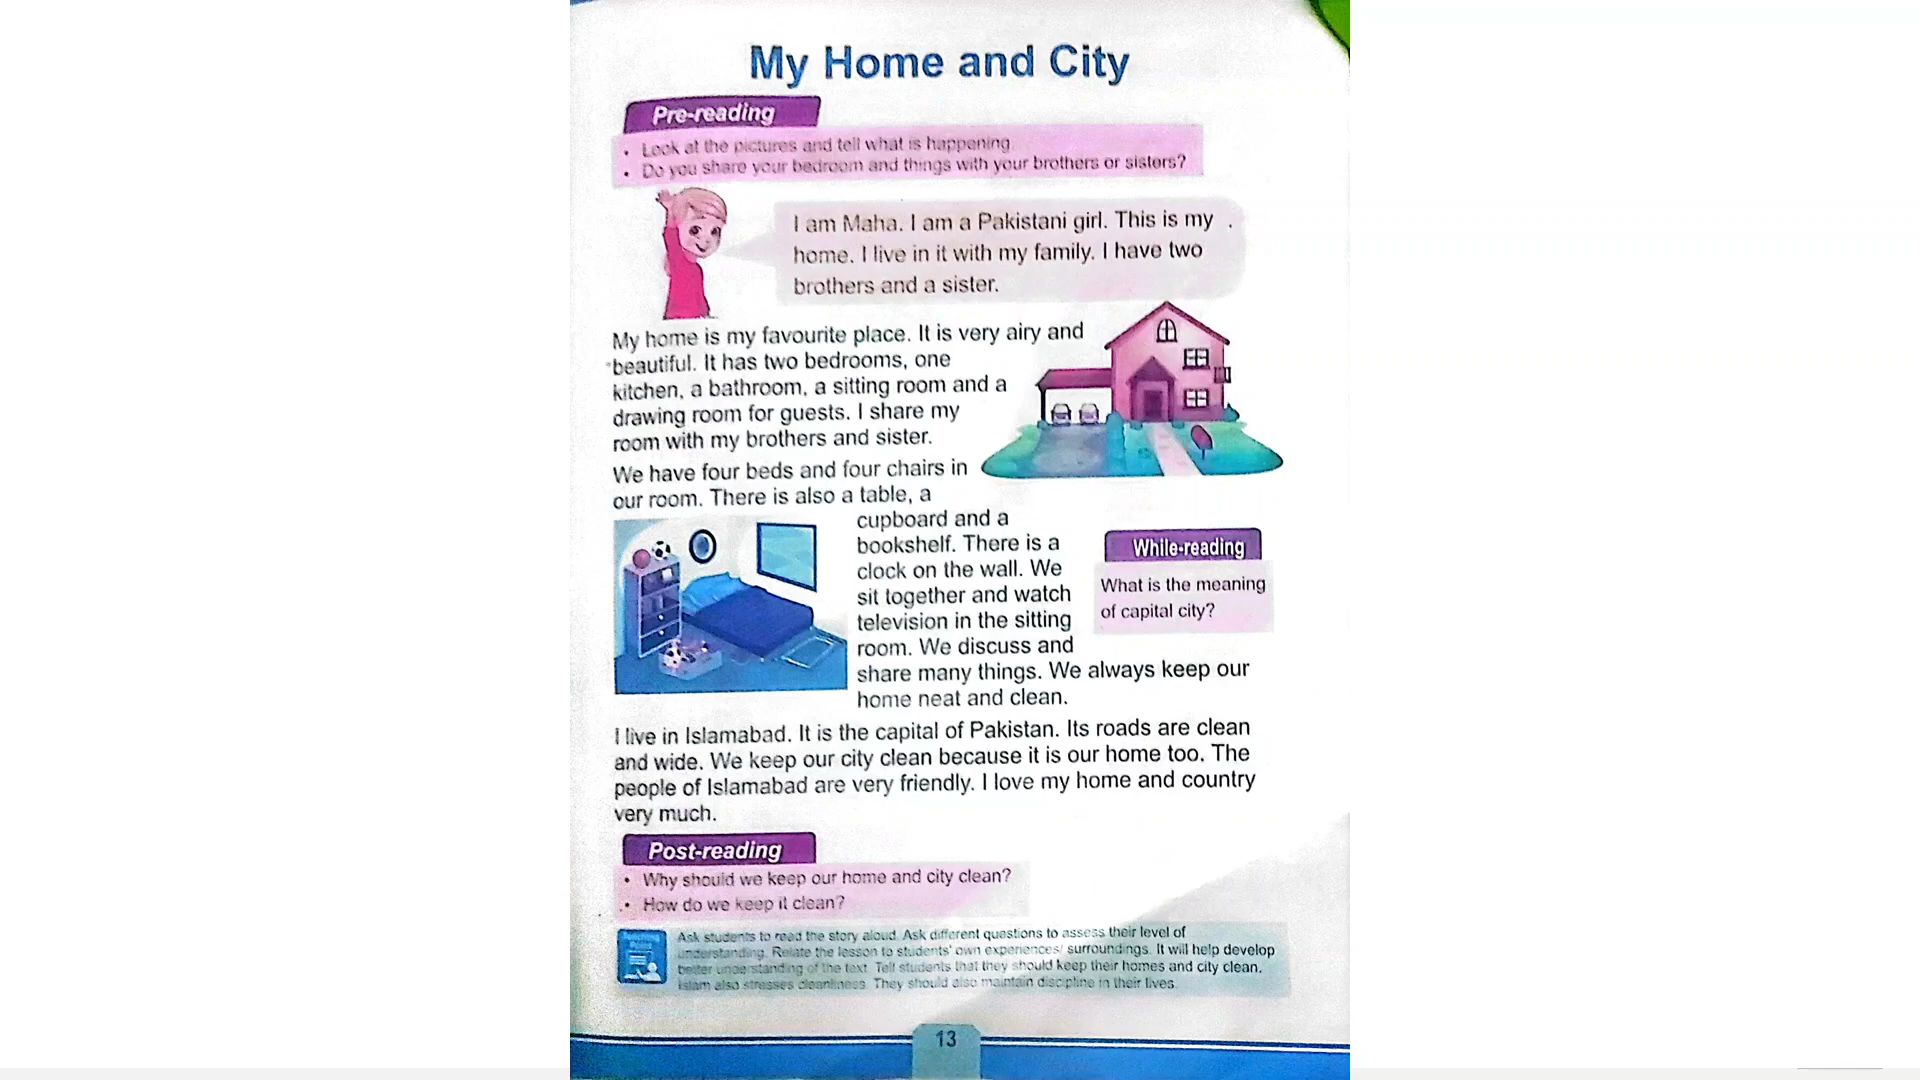 My Home and City
Pre-reading
• Look at the pictures and tell what is happening
• Do you share your bedroom and things with your brothers or sisters?
I am Maha. I am a Pakistani girl. This is my
home. I live in it with my family. I have two
brothers and a sister.
My home is my favourite place. It is very airy and
beautiful. It has two bedrooms, one
kitchen, a bathroom, a sitting room and a
drawing room for guests. I share my
room with my brothers and sister.
We have four beds and four chairs in
our room. There is also a table, a
cupboard and a
bookshelf. There is a
clock on the wall. We
sit together and watch
television in the sitting
room. We discuss and
share many things. We always keep our
home neat and clean.
While-reading
What is the meaning
of capital city?
I live in Islamabad. It is the capital of Pakistan. Its roads are clean
and wide. We keep our city clean because it is our home too. The
people of Islamabad are very friendly. I love my home and country
very much.
Post-reading
• Why should we keep our home and city clean?
• How do we keep it clean?
Teaching
Point
Ask students to read the story aloud. Ask different questions to assess their level of
understanding. Relate the lesson to students' own experiences/ surroundings. It will help develop
better understanding of the text. Tell students that they should keep their homes and city clean.
Islam also stresses cleanliness. They should also maintain discipline in their lives.
13